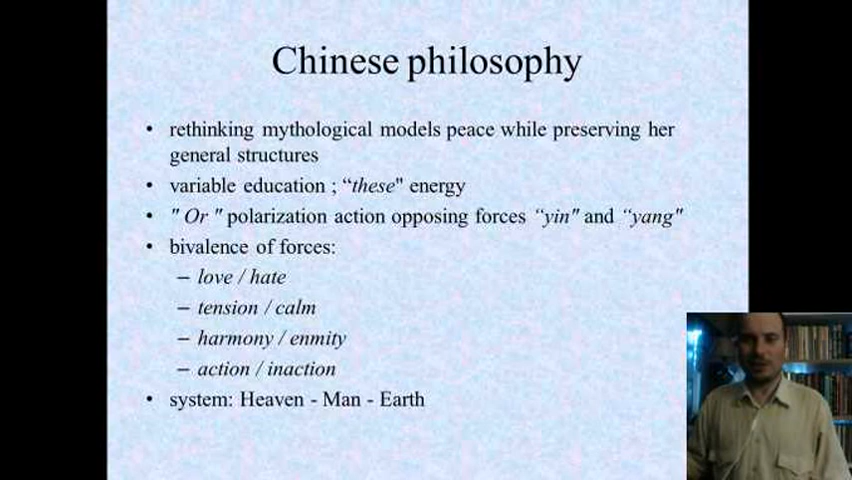 Chinese philosophy
• rethinking mythological models peace while preserving her
general structures
• variable education ; “these" energy
• " Or " polarization action opposing forces “yin" and “yang"
• bivalence of forces:
– love / hate
– tension / calm
– harmony / enmity
– action / inaction
• system: Heaven - Man - Earth